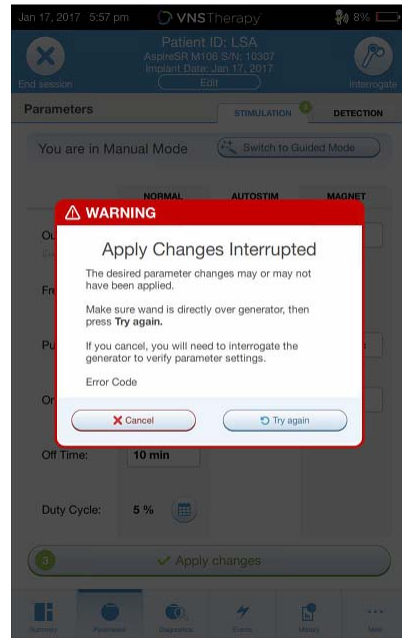 Jan 17, 2017 5:57 pm
VNSTherapy
8%
Patient ID: LSA
AspireSR M106 S/N: 10307
Implant Date: Jan 17, 2017
End session
Edit
Interrogate
Parameters
STIMULATION
DETECTION
You are in Manual Mode
Switch to Guided Mode
NORMAL
AUTOSTIM
MAGNET
WARNING
Apply Changes Interrupted
The desired parameter changes may or may not
have been applied.
Make sure wand is directly over generator, then
press Try again.
If you cancel, you will need to interrogate the
generator to verify parameter settings.
Error Code
Cancel
Try again
Off Time:
10 min
Duty Cycle:
5 %
3
Apply changes
Summary
Parameters
Diagnostics
Events
History
More